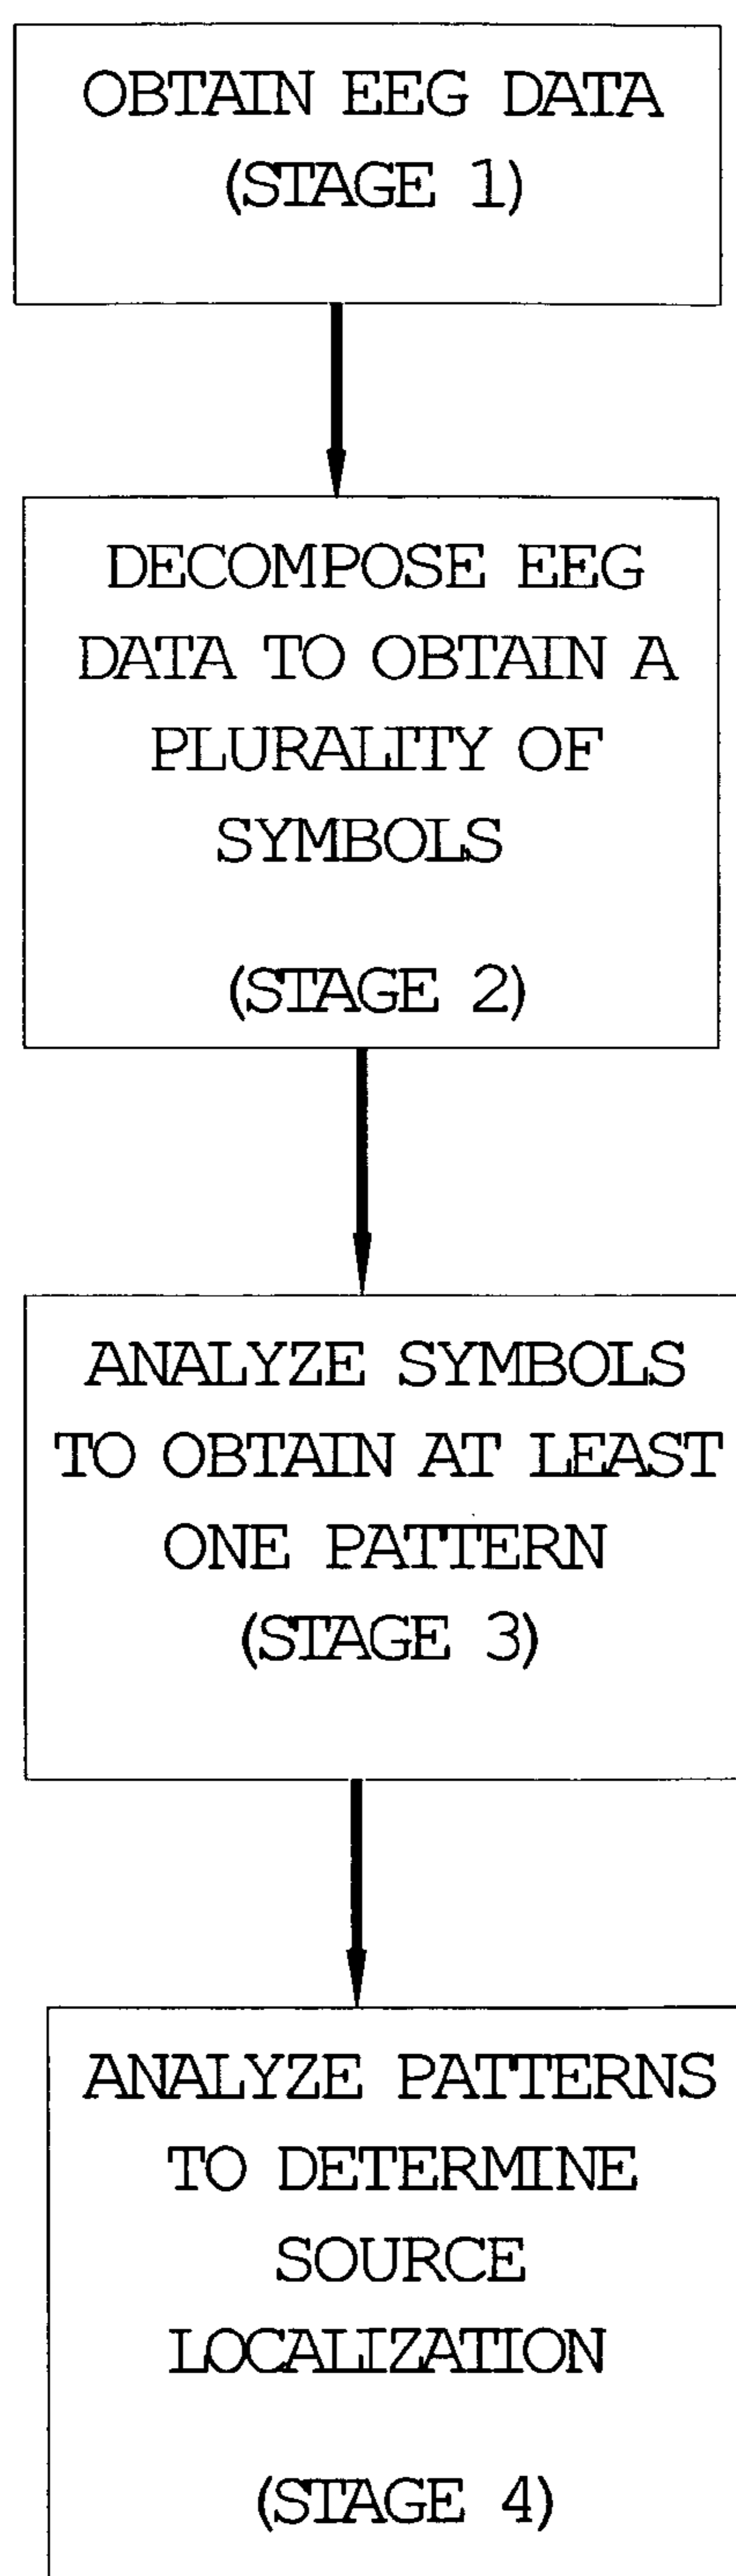 OBTAIN EEG DATA
(STAGE 1)
DECOMPOSE EEG
DATA TO OBTAIN A
PLURALITY OF
SYMBOLS
(STAGE 2)
ANALYZE SYMBOLS
TO OBTAIN AT LEAST
ONE PATTERN
(STAGE 3)
ANALYZE PATTERNS
TO DETERMINE
SOURCE
LOCALIZATION
(STAGE 4)